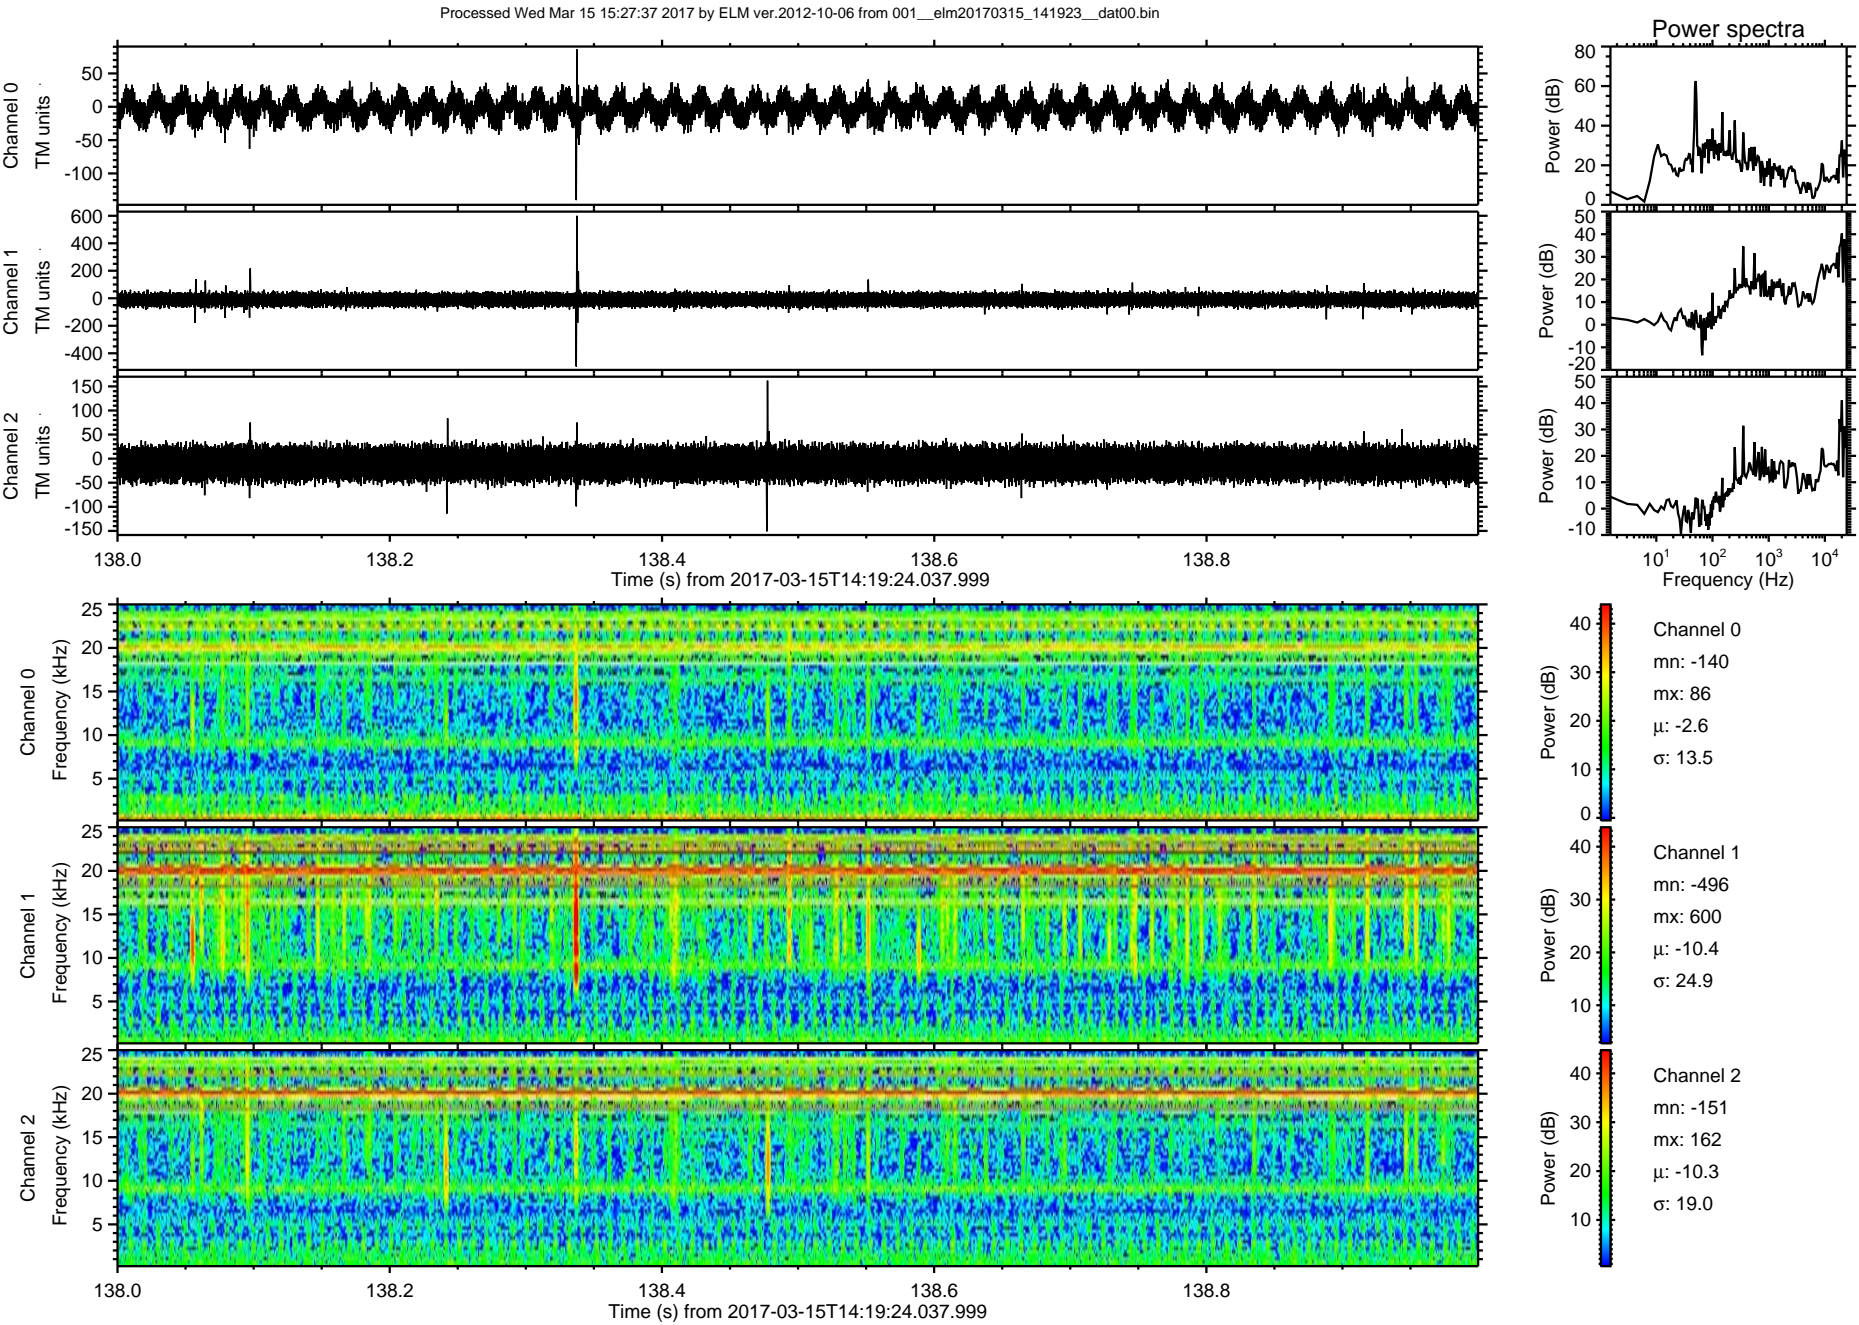 Processed Wed Mar 15 15:27:37 2017 by ELM ver.2012-10-06 from 001__elm20170315_141923__dat00.bin
Power spectra
Channel 0
TM units
50
0
-50
-100
Power (dB)
80
60
40
20
0
Channel 1
TM units
600
400
200
0
-200
-400
Power (dB)
50
40
30
20
10
0
-10
-20
Channel 2
TM units
150
100
50
0
-50
-100
-150
Power (dB)
50
40
30
20
10
0
-10
138.0 138.2 138.4 138.6 138.8
Time (s) from 2017-03-15T14:19:24.037.999
10^1 10^2 10^3 10^4
Frequency (Hz)
Channel 0
Frequency (kHz)
25
20
15
10
5
Power (dB)
40
30
20
10
0
Channel 0
mn: -140
mx: 86
μ: -2.6
σ: 13.5
Channel 1
Frequency (kHz)
25
20
15
10
5
Power (dB)
40
30
20
10
Channel 1
mn: -496
mx: 600
μ: -10.4
σ: 24.9
Channel 2
Frequency (kHz)
25
20
15
10
5
Power (dB)
40
30
20
10
Channel 2
mn: -151
mx: 162
μ: -10.3
σ: 19.0
138.0 138.2 138.4 138.6 138.8
Time (s) from 2017-03-15T14:19:24.037.999